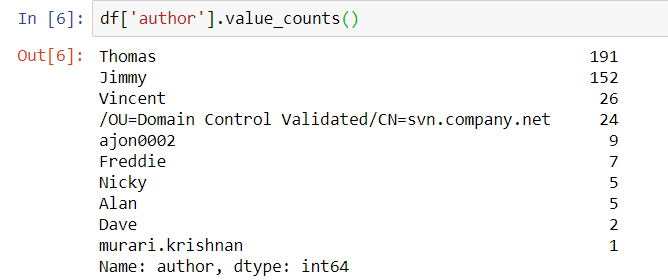 In [6]: df['author'].value_counts()
Out[6]: Thomas 191
Jimmy 152
Vincent 26
/OU=Domain Control Validated/CN=svn.company.net 24
ajon0002 9
Freddie 7
Nicky 5
Alan 5
Dave 2
murari.krishnan 1
Name: author, dtype: int64